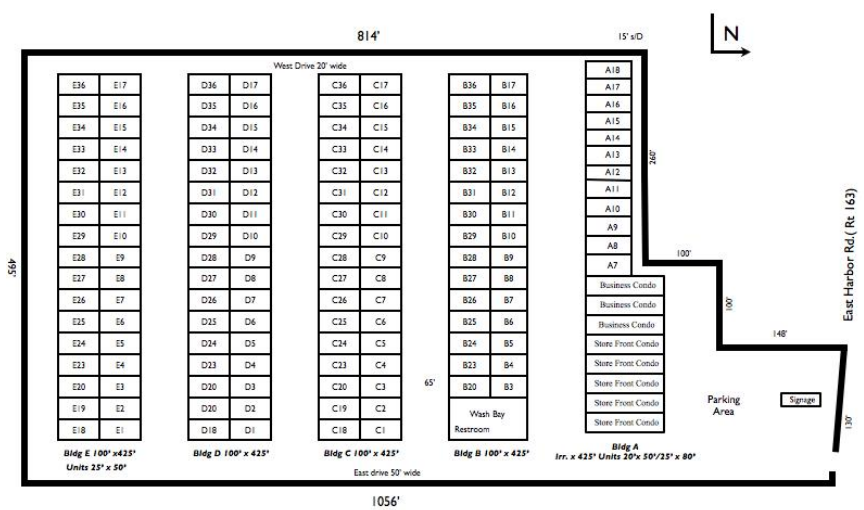 814'
15' s/D
N
West Drive 20' wide
E36 E17 D36 D17 C36 C17 B36 B17 A18
E35 E16 D35 D16 C35 C16 B35 B16 A17
E34 E15 D34 D15 C34 C15 B34 B15 A16
E33 E14 D33 D14 C33 C14 B33 B14 A15
E32 E13 D32 D13 C32 C13 B32 B13 A14
E31 E12 D31 D12 C31 C12 B31 B12 A13
E30 E11 D30 D11 C30 C11 B30 B11 A12
E29 E10 D29 D10 C29 C10 B29 B10 A11
E28 E9 D28 D9 C28 C9 B28 B9 A10
E27 E8 D27 D8 C27 C8 B27 B8 A9
E26 E7 D26 D7 C26 C7 B26 B7 A8
E25 E6 D25 D6 C25 C6 B25 B6 A7
E24 E5 D24 D5 C24 C5 B24 B5 Business Condo
E23 E4 D23 D4 C23 C4 B23 B4 Business Condo
E20 E3 D20 D3 C20 C3 B20 B3 Business Condo
E19 E2 D20 D2 C19 C2 Wash Bay Store Front Condo
E18 E1 D18 D1 C18 C1 Restroom Store Front Condo
Store Front Condo
Store Front Condo
Store Front Condo
495'
65'
260'
100'
100'
148'
130'
East Harbor Rd,( Rt 163)
Parking
Area
Signage
Bldg E 100' x425'
Units 25' x 50'
Bldg D 100' x 425'
Bldg C 100' x 425'
Bldg B 100' x 425'
Bldg A
Irr. x 425' Units 20'x 50'/25' x 80'
East drive 50' wide
1056'